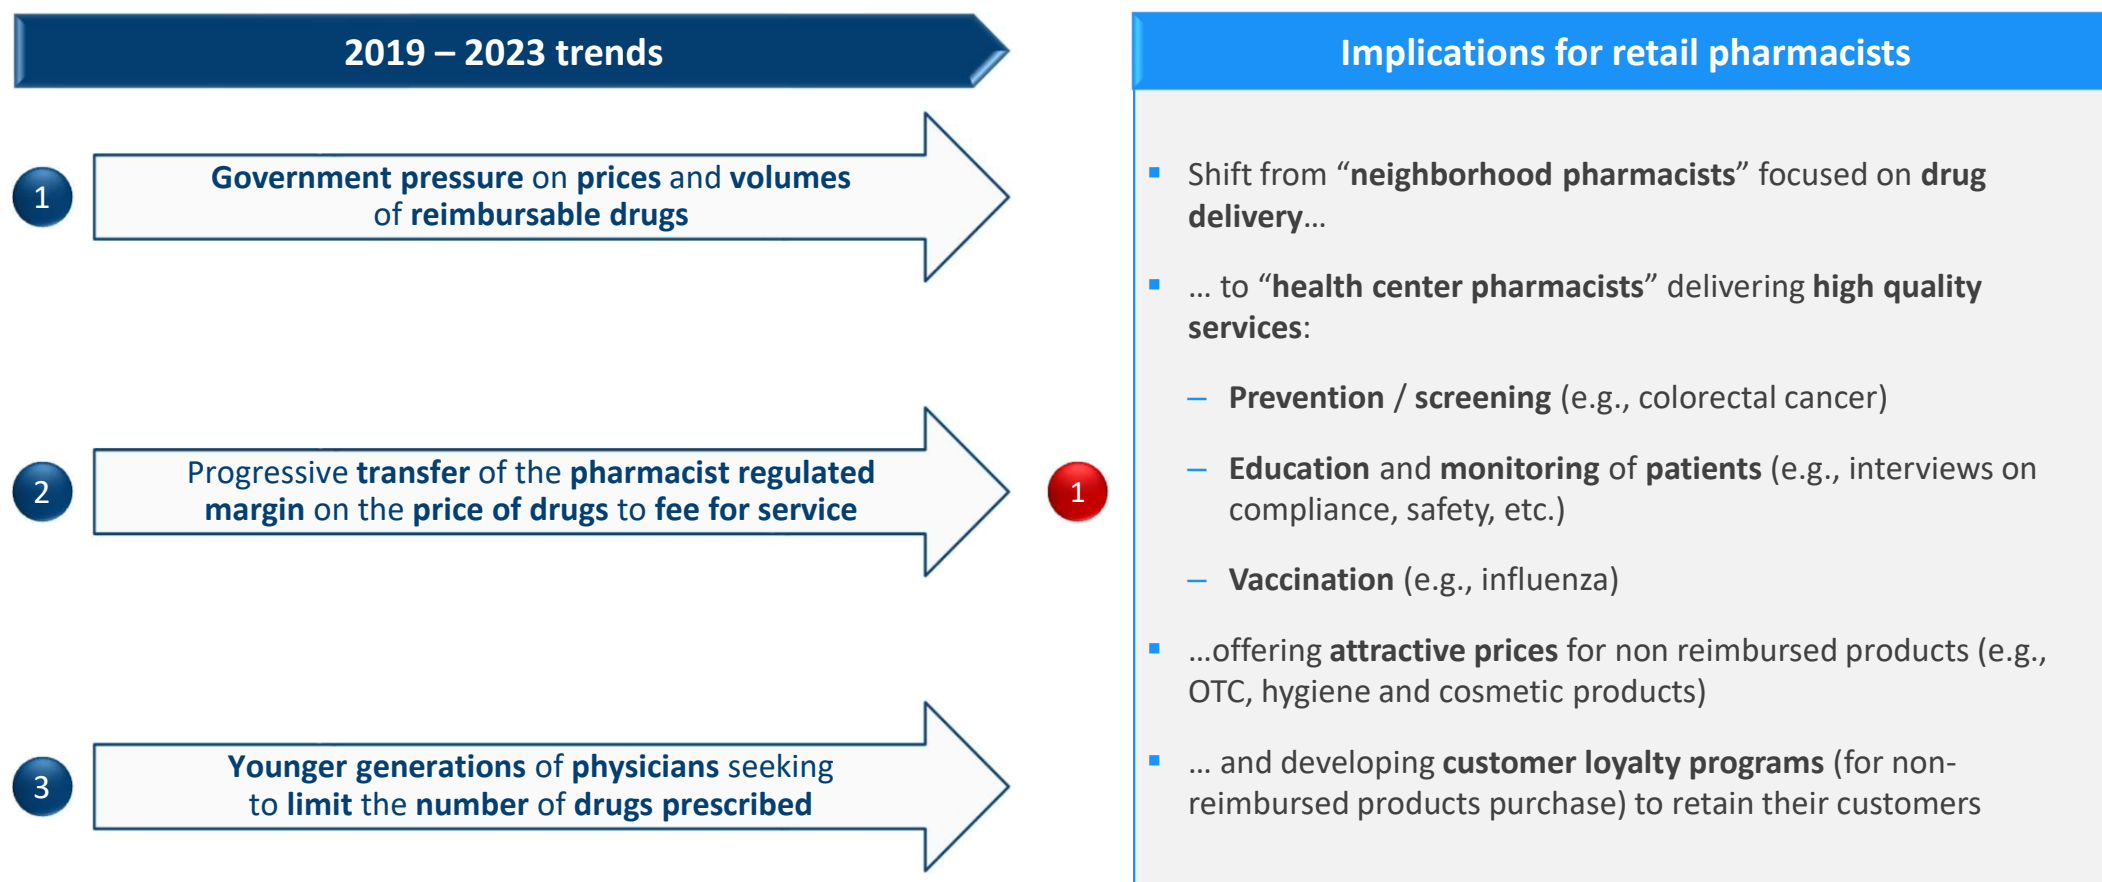 2019 – 2023 trends
1
Government pressure on prices and volumes
of reimbursable drugs
2
Progressive transfer of the pharmacist regulated
margin on the price of drugs to fee for service
3
Younger generations of physicians seeking
to limit the number of drugs prescribed
1
Implications for retail pharmacists
▪ Shift from “neighborhood pharmacists” focused on drug
delivery…
▪ … to “health center pharmacists” delivering high quality
services:
– Prevention / screening (e.g., colorectal cancer)
– Education and monitoring of patients (e.g., interviews on
compliance, safety, etc.)
– Vaccination (e.g., influenza)
▪ …offering attractive prices for non reimbursed products (e.g.,
OTC, hygiene and cosmetic products)
▪ … and developing customer loyalty programs (for non-
reimbursed products purchase) to retain their customers